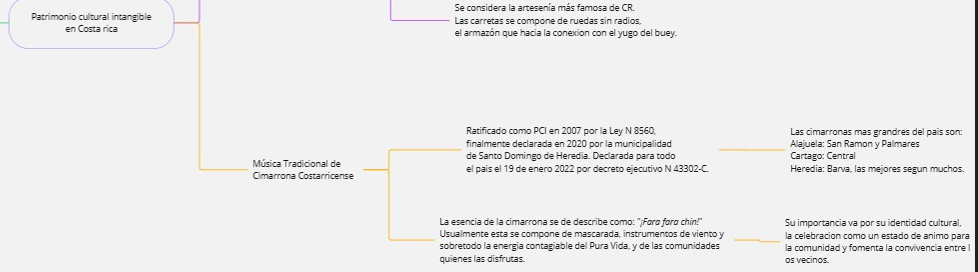 Patrimonio cultural intangible
en Costa rica
Se considera la artesenía más famosa de CR.
Las carretas se compone de ruedas sin radios,
el armazón que hacia la conexion con el yugo del buey.
Música Tradicional de
Cimarrona Costarricense
Ratificado como PCI en 2007 por la Ley N 8560,
finalmente declarada en 2020 por la municipalidad
de Santo Domingo de Heredia. Declarada para todo
el pais el 19 de enero 2022 por decreto ejecutivo N 43302-C.
Las cimarronas mas grandres del pais son:
Alajuela: San Ramon y Palmares
Cartago: Central
Heredia: Barva, las mejores segun muchos.
La esencia de la cimarrona se de describe como: "¡Fara fara chin!"
Usualmente esta se compone de mascarada, instrumentos de viento y
sobretodo la energia contagiable del Pura Vida, y de las comunidades
quienes las disfrutas.
Su importancia va por su identidad cultural,
la celebracion como un estado de animo para
la comunidad y fomenta la convivencia entre l
os vecinos.